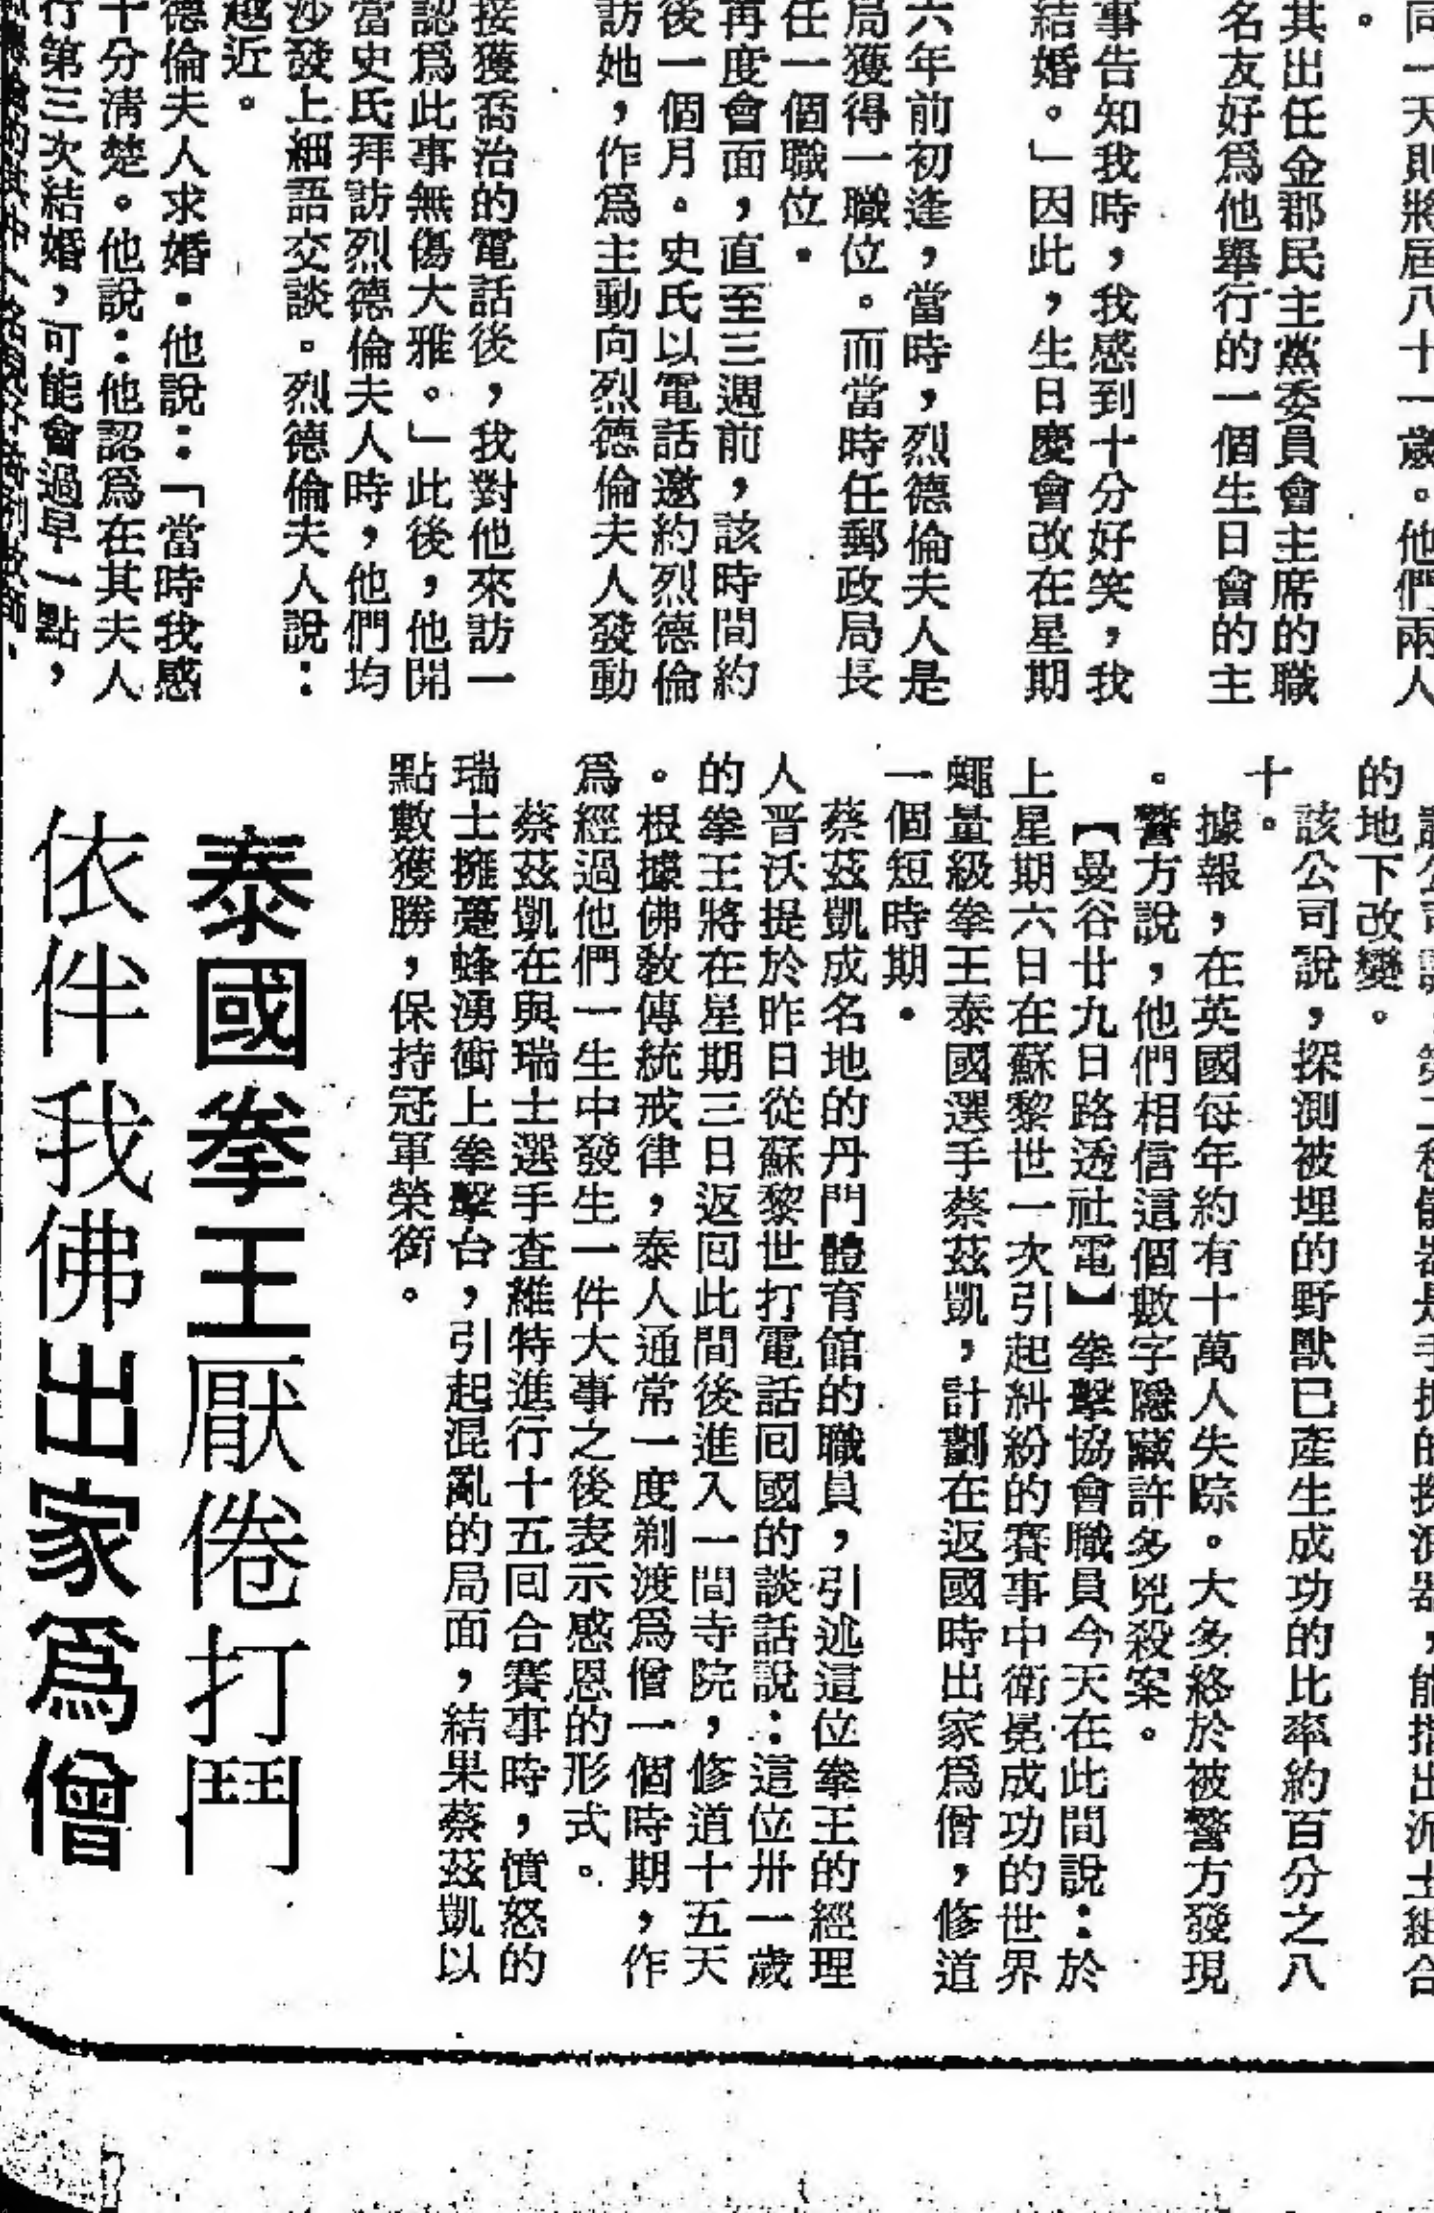 同一天則將屆八十一歲。他們兩人
。
其出任金郡民主黨委員會主席的職
名友好爲他舉行的一個生日會的主
事告知我時，我感到十分好笑，我
結婚。」因此，生日慶會改在星期
六年前初逢，當時，烈德倫夫人是
局獲得一職位。而當時任郵政局長
任一個職位．
再度會面，直至三週前，該時間約
後一個月。史氏以電話邀約烈德倫
訪她，作爲主動向烈德倫夫人發動
接獲喬治的電話後，我對他來訪一
認爲此事無傷大雅。」此後，他開
當史氏拜訪烈德倫夫人時，他們均
沙發上細語交談。烈德倫夫人說：
越近。
德倫夫人求婚．他說：「當時我感
十分清楚。他說：他認爲在其夫人
行第三次結婚，可能會過早一點，
的地下改變。
該公司說，探測被埋的野獸已產生成功的比率約百分之八
十。
據報，在英國每年約有十萬人失踪。大多終於被警方發現
。警方說，他們相信這個數字隱藏許多兇殺案。
【曼谷廿九日路透社電】拳擊協會職員今天在此間說：於
上星期六日在蘇黎世一次引起糾紛的賽事中衛冕成功的世界
蠅量級拳王泰國選手蔡茲凱，計劃在返國時出家爲僧，修道
一個短時期．
蔡茲凱成名地的丹門體育館的職員，引述這位拳王的經理
人晋沃提於昨日從蘇黎世打電話回國的談話說：這位卅一歲
的拳王將在星期三日返回此間後進入一間寺院，修道十五天
。根據佛敎傳統戒律，泰人通常一度剃渡爲僧一個時期，作
爲經過他們一生中發生一件大事之後表示感恩的形式。
蔡茲凱在與瑞士選手查維特進行十五回合賽事時，憤怒的
瑞士擁躉蜂湧衝上拳擊台，引起混亂的局面，結果蔡茲凱以
點數獲勝，保持冠軍榮銜。
泰國拳王厭倦打鬥
依伴我佛出家爲僧